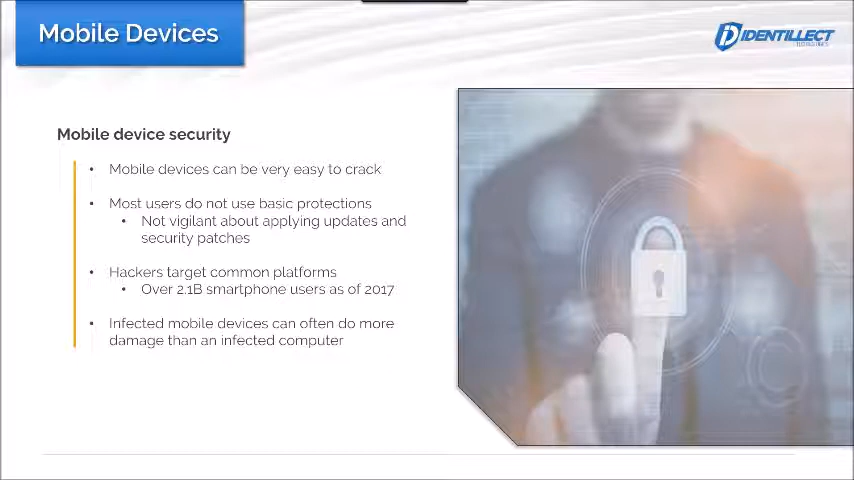 Mobile Devices
IDENTILLECT
Mobile device security
• Mobile devices can be very easy to crack
• Most users do not use basic protections
• Not vigilant about applying updates and
security patches
• Hackers target common platforms
• Over 2.1B smartphone users as of 2017
• Infected mobile devices can often do more
damage than an infected computer